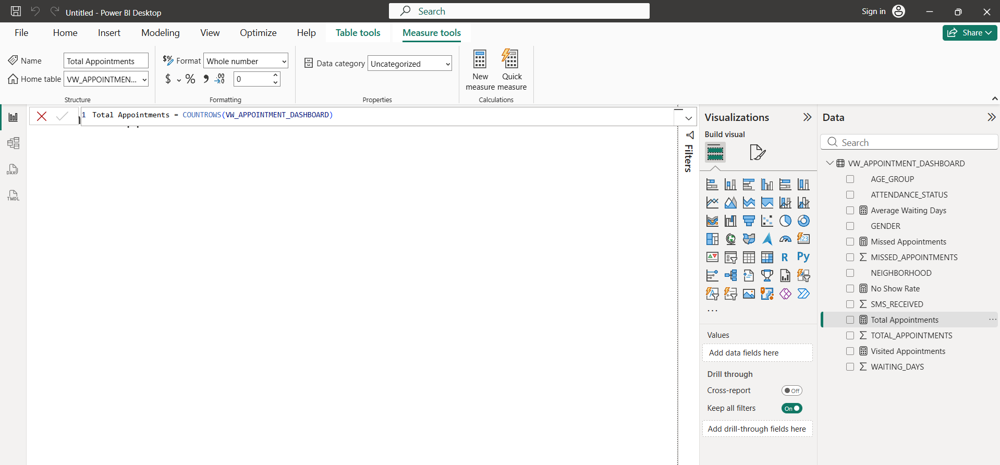 Untitled - Power BI Desktop
Search
Sign in
File Home Insert Modeling View Optimize Help Table tools Measure tools
Share
Name Total Appointments
Home table VW_APPOINTMEN...
Structure
$% Format Whole number
$ % , .00 0
Formatting
Data category Uncategorized
Properties
New measure
Quick measure
Calculations
1 Total Appointments = COUNTROWS(VW_APPOINTMENT_DASHBOARD)
DAX
TMDL
Filters
Visualizations
Build visual
123
R
Py
...
Values
Add data fields here
Drill through
Cross-report Off
Keep all filters On
Add drill-through fields here
Data
Search
VW_APPOINTMENT_DASHBOARD
AGE_GROUP
ATTENDANCE_STATUS
Average Waiting Days
GENDER
Missed Appointments
MISSED_APPOINTMENTS
NEIGHBORHOOD
No Show Rate
SMS_RECEIVED
Total Appointments ...
TOTAL_APPOINTMENTS
Visited Appointments
WAITING_DAYS